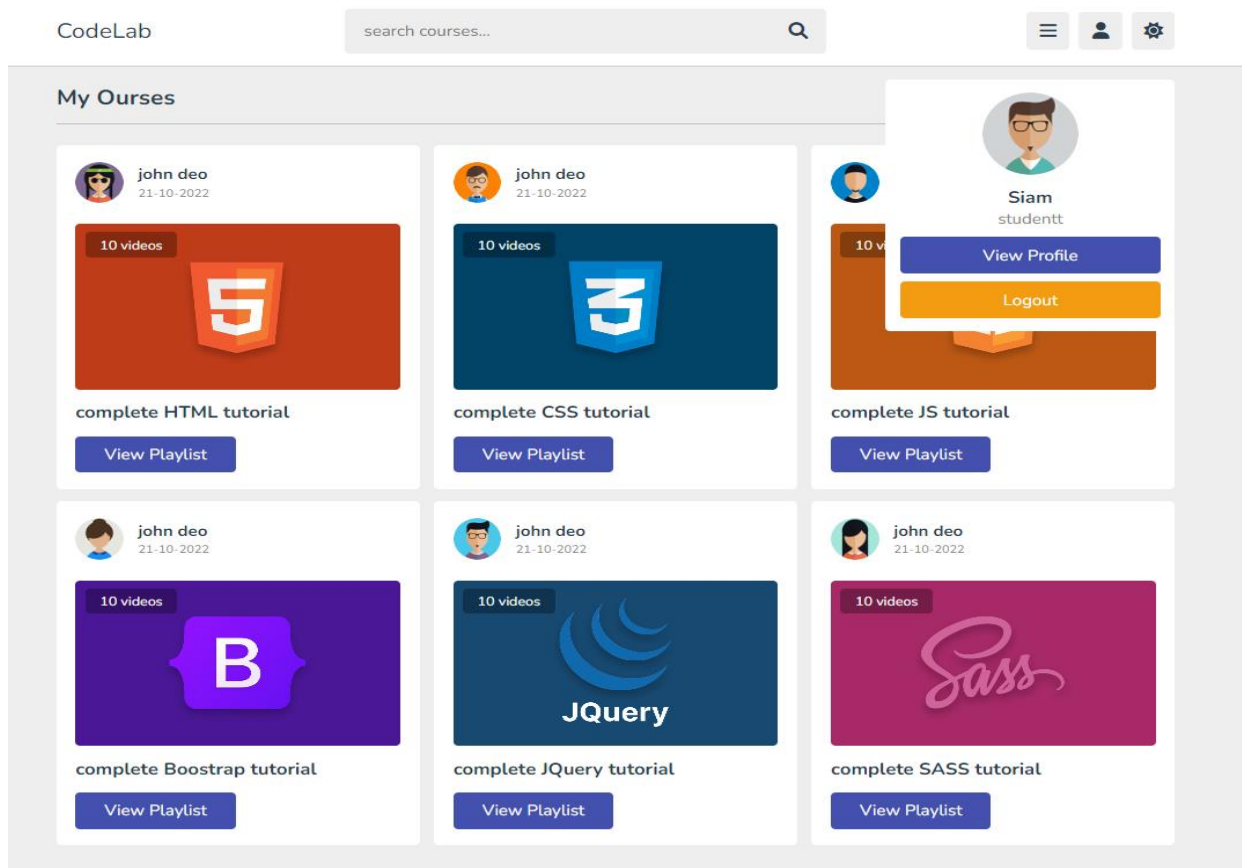 CodeLab
search courses...
My Ourses
Siam
studentt
View Profile
Logout
john deo
21-10-2022
10 videos
complete HTML tutorial
View Playlist
john deo
21-10-2022
10 videos
complete CSS tutorial
View Playlist
10 vi
complete JS tutorial
View Playlist
john deo
21-10-2022
10 videos
B
complete Boostrap tutorial
View Playlist
john deo
21-10-2022
10 videos
JQuery
complete JQuery tutorial
View Playlist
john deo
21-10-2022
10 videos
Sass
complete SASS tutorial
View Playlist